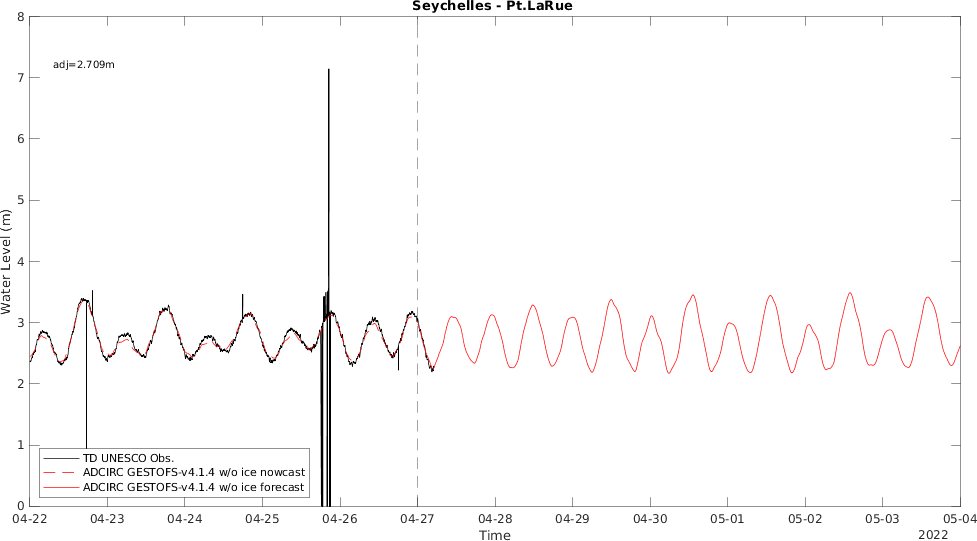 Seychelles - Pt.LaRue
8
7
6
5
4
3
2
1
0
adj=2.709m
Water Level (m)
TD UNESCO Obs.
ADCIRC GESTOFS-v4.1.4 w/o ice nowcast
ADCIRC GESTOFS-v4.1.4 w/o ice forecast
04-22 04-23 04-24 04-25 04-26 04-27 04-28 04-29 04-30 05-01 05-02 05-03 05-04
Time
2022